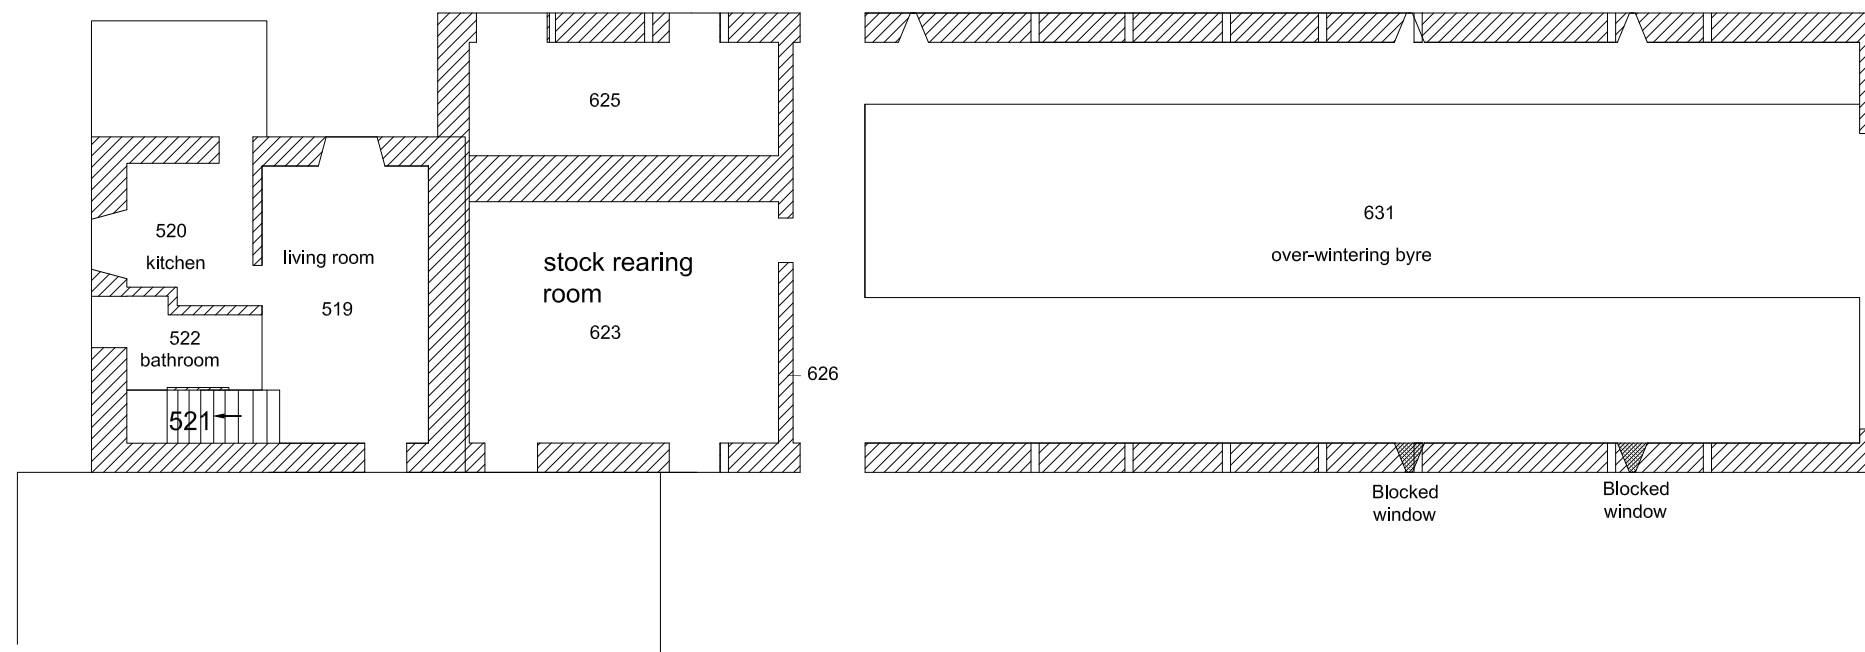 625
520
kitchen
living room
519
522
bathroom
521
stock rearing
room
623
626
631
over-wintering byre
Blocked
window
Blocked
window